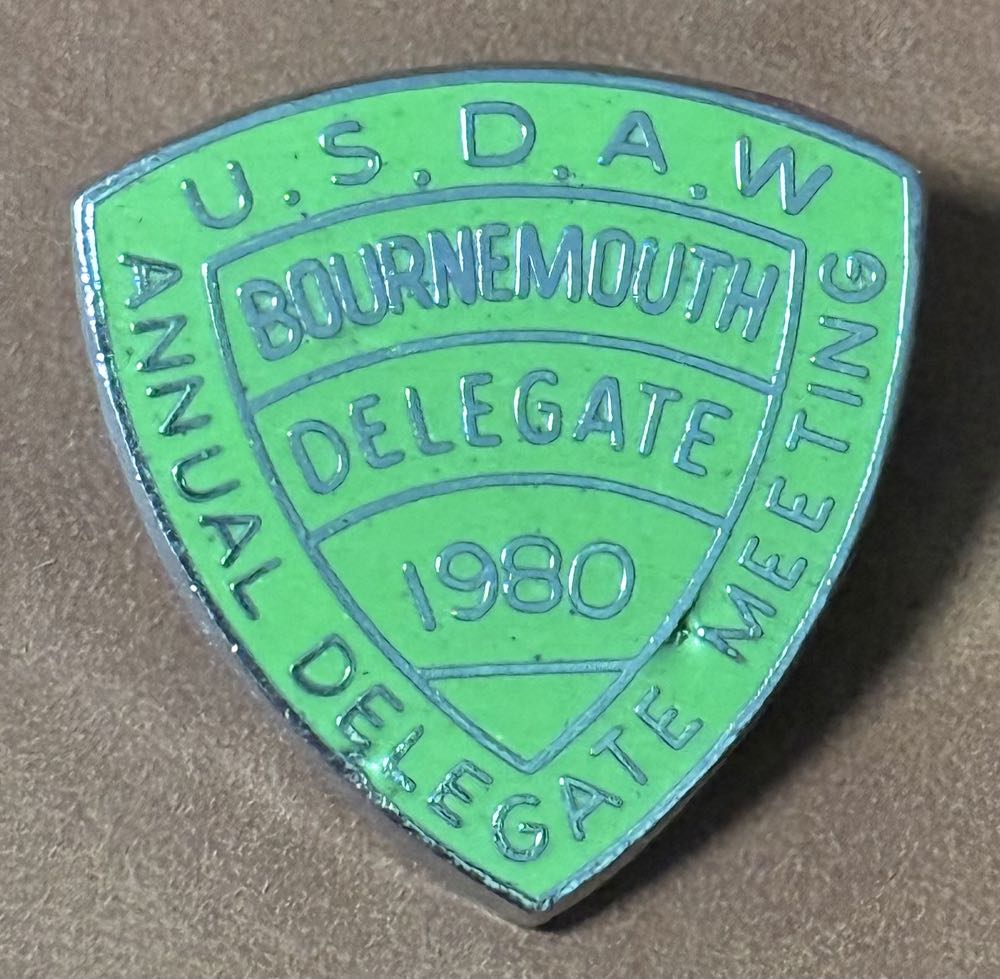 U.S.D.A.W
BOURNEMOUTH
DELEGATE
1980
ANNUAL DELEGATE MEETING